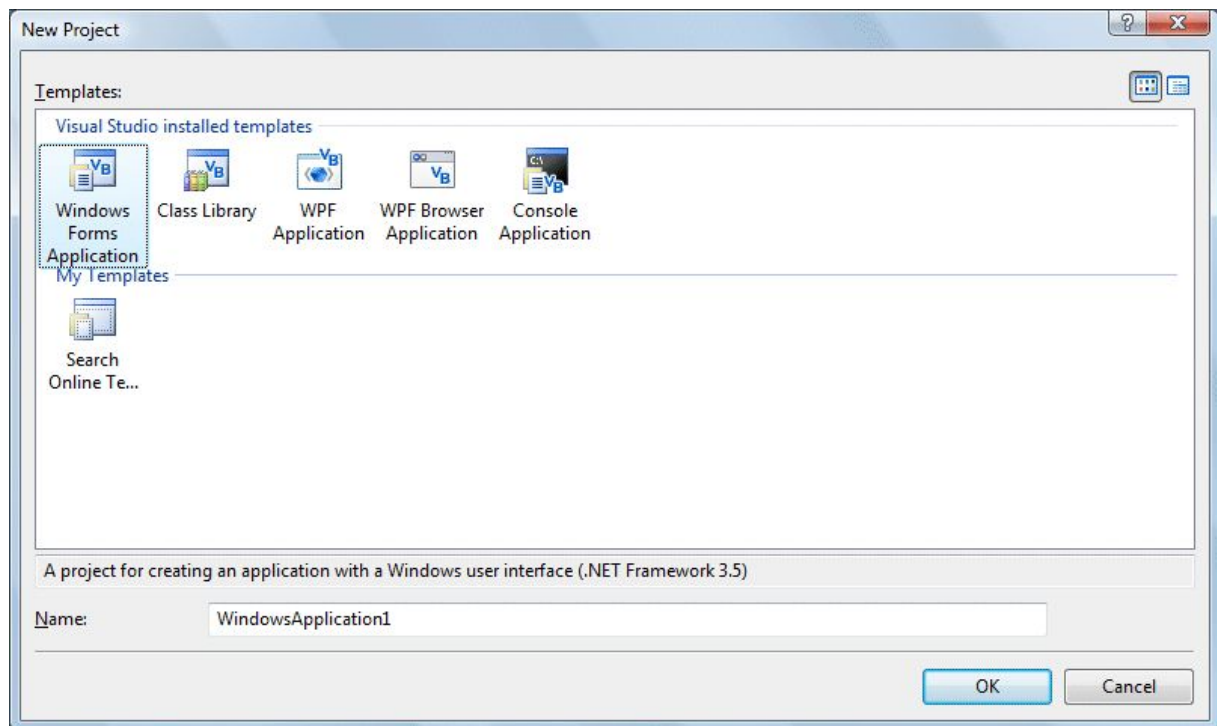 New Project
Templates:
Visual Studio installed templates
Windows Forms Application
Class Library
WPF Application
WPF Browser Application
Console Application
My Templates
Search Online Te...
A project for creating an application with a Windows user interface (.NET Framework 3.5)
Name: WindowsApplication1
OK Cancel